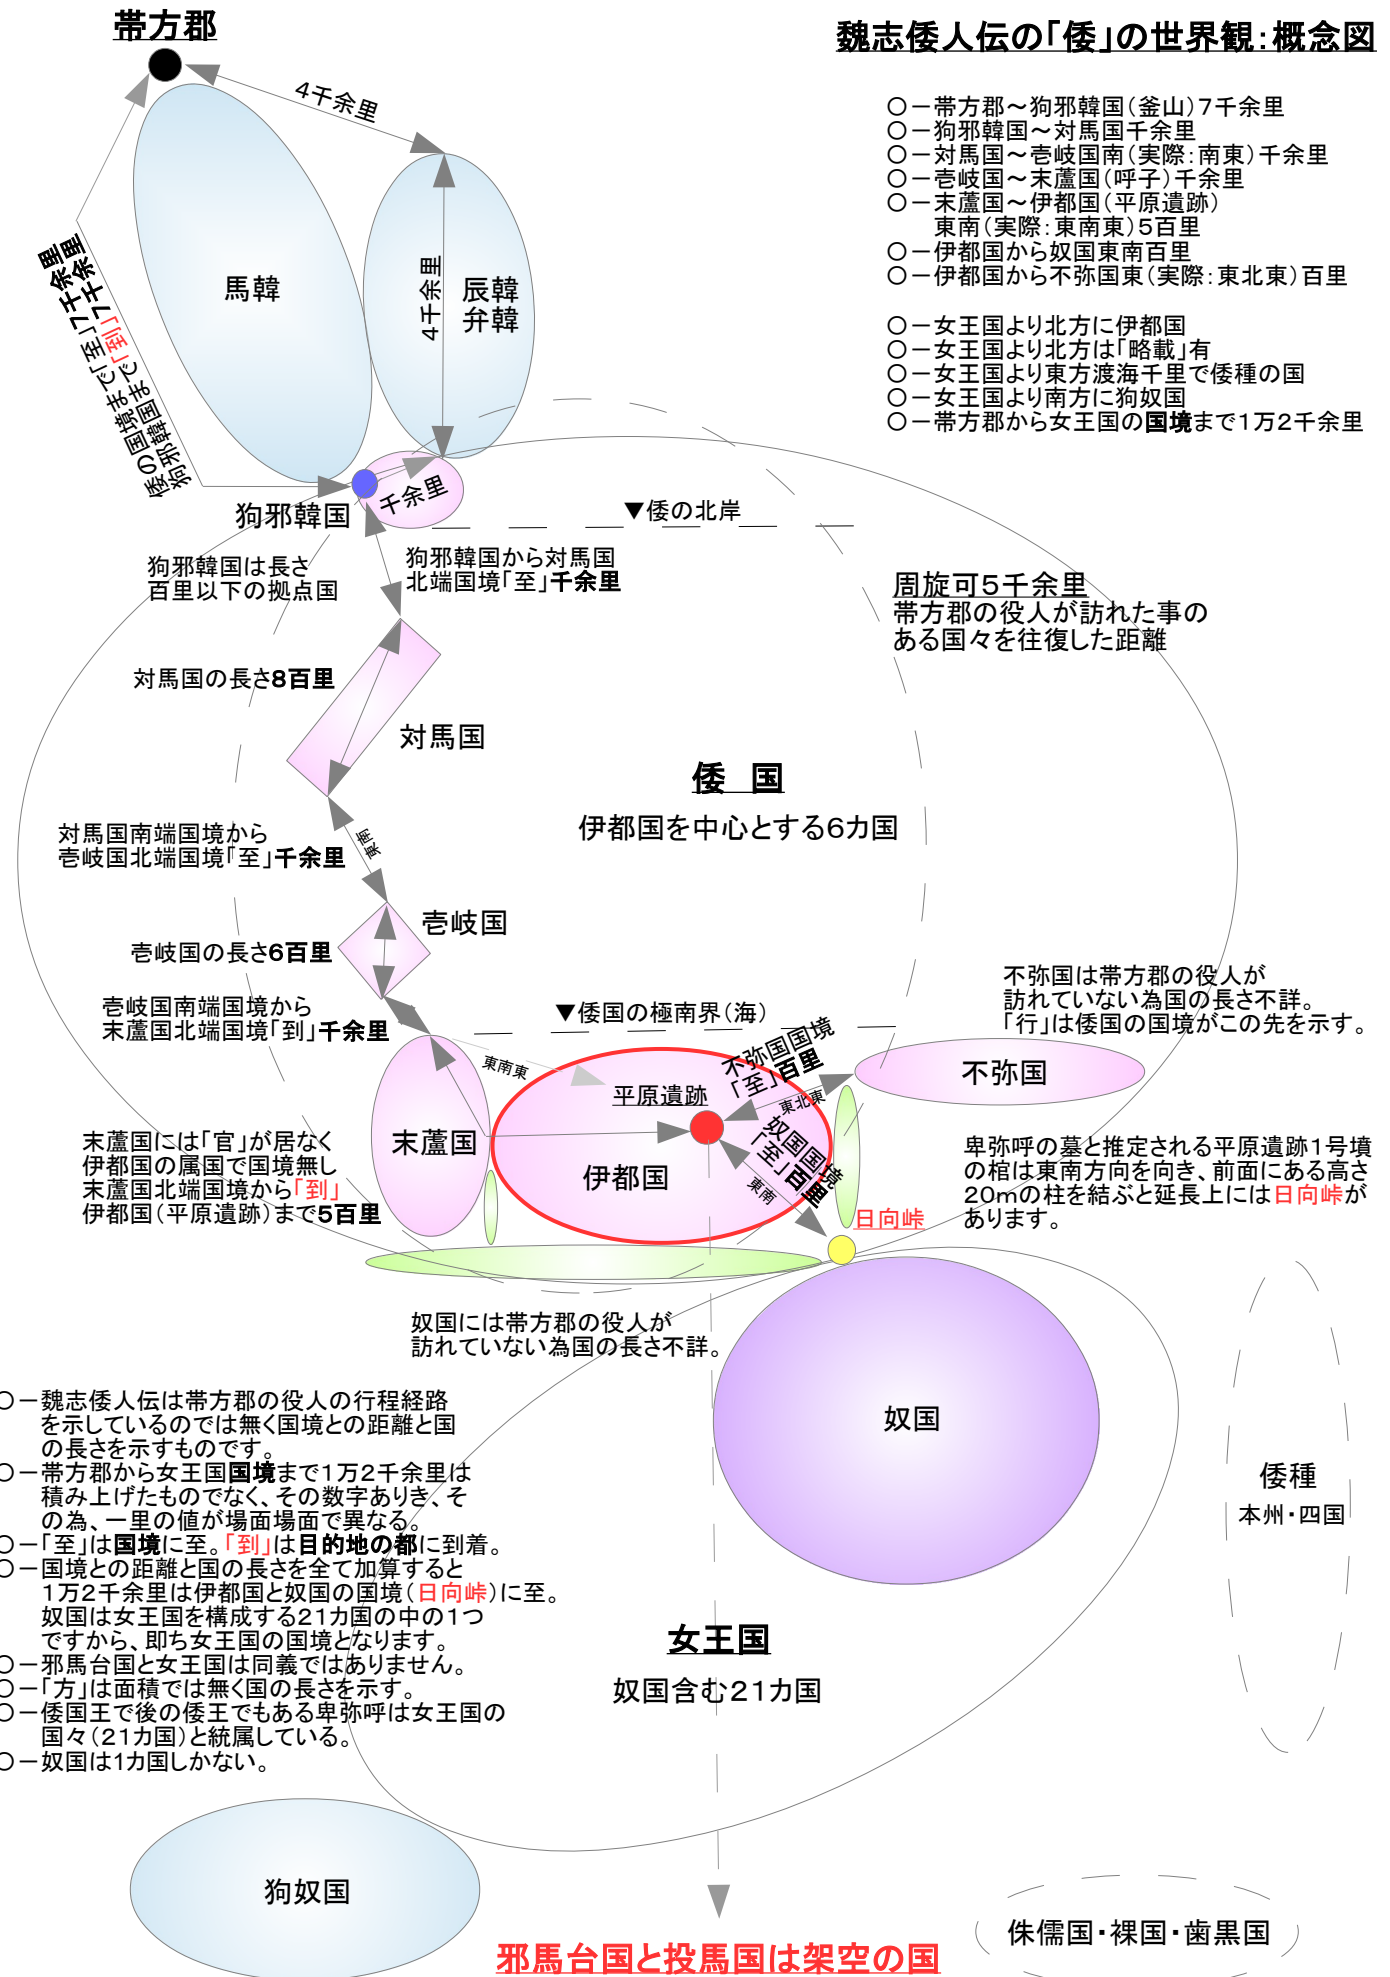 帯方郡
魏志倭人伝の「倭」の世界観：概念図
4千余里
〇－帯方郡～狗邪韓国（釜山）7千余里
〇－狗邪韓国～対馬国千余里
〇－対馬国～壱岐国南（実際：南東）千余里
〇－壱岐国～末蘆国（呼子）千余里
〇－末蘆国～伊都国（平原遺跡）
東南（実際：東南東）5百里
〇－伊都国から奴国東南百里
〇－伊都国から不弥国東（実際：東北東）百里
〇－女王国より北方に伊都国
〇－女王国より北方は「略載」有
〇－女王国より東方渡海千里で倭種の国
〇－女王国より南方に狗奴国
〇－帯方郡から女王国の国境まで1万2千余里
馬韓
4千余里
辰韓
弁韓
倭の国境まで「至」7千余里
狗邪韓国まで「到」7千余里
千余里
狗邪韓国
▼倭の北岸
狗邪韓国は長さ
百里以下の拠点国
狗邪韓国から対馬国
北端国境「至」千余里
周旋可5千余里
帯方郡の役人が訪れた事の
ある国々を往復した距離
対馬国の長さ8百里
対馬国
倭　国
伊都国を中心とする6カ国
対馬国南端国境から
壱岐国北端国境「至」千余里
東南
壱岐国
壱岐国の長さ6百里
壱岐国南端国境から
末蘆国北端国境「到」千余里
▼倭国の極南界（海）
不弥国は帯方郡の役人が
訪れていない為国の長さ不詳。
「行」は倭国の国境がこの先を示す。
東南東
不弥国国境
「至」百里
不弥国
平原遺跡
東北東
末蘆国
伊都国
奴国国境
「至」百里
東南
末蘆国には「官」が居なく
伊都国の属国で国境無し
末蘆国北端国境から「到」
伊都国（平原遺跡）まで5百里
卑弥呼の墓と推定される平原遺跡1号墳
の棺は東南方向を向き、前面にある高さ
20mの柱を結ぶと延長上には日向峠が
あります。
日向峠
奴国には帯方郡の役人が
訪れていない為国の長さ不詳。
奴国
〇－魏志倭人伝は帯方郡の役人の行程経路
を示しているのでは無く国境との距離と国
の長さを示すものです。
〇－帯方郡から女王国国境まで1万2千余里は
積み上げたものでなく、その数字ありき、そ
の為、一里の値が場面場面で異なる。
〇－「至」は国境に至。「到」は目的地の都に到着。
〇－国境との距離と国の長さを全て加算すると
1万2千余里は伊都国と奴国の国境（日向峠）に至。
奴国は女王国を構成する21カ国の中の1つ
ですから、即ち女王国の国境となります。
〇－邪馬台国と女王国は同義ではありません。
〇－「方」は面積では無く国の長さを示す。
〇－倭国王で後の倭王でもある卑弥呼は女王国の
国々（21カ国）と統属している。
〇－奴国は1カ国しかない。
倭種
本州・四国
女王国
奴国含む21カ国
狗奴国
邪馬台国と投馬国は架空の国
侏儒国・裸国・歯黒国